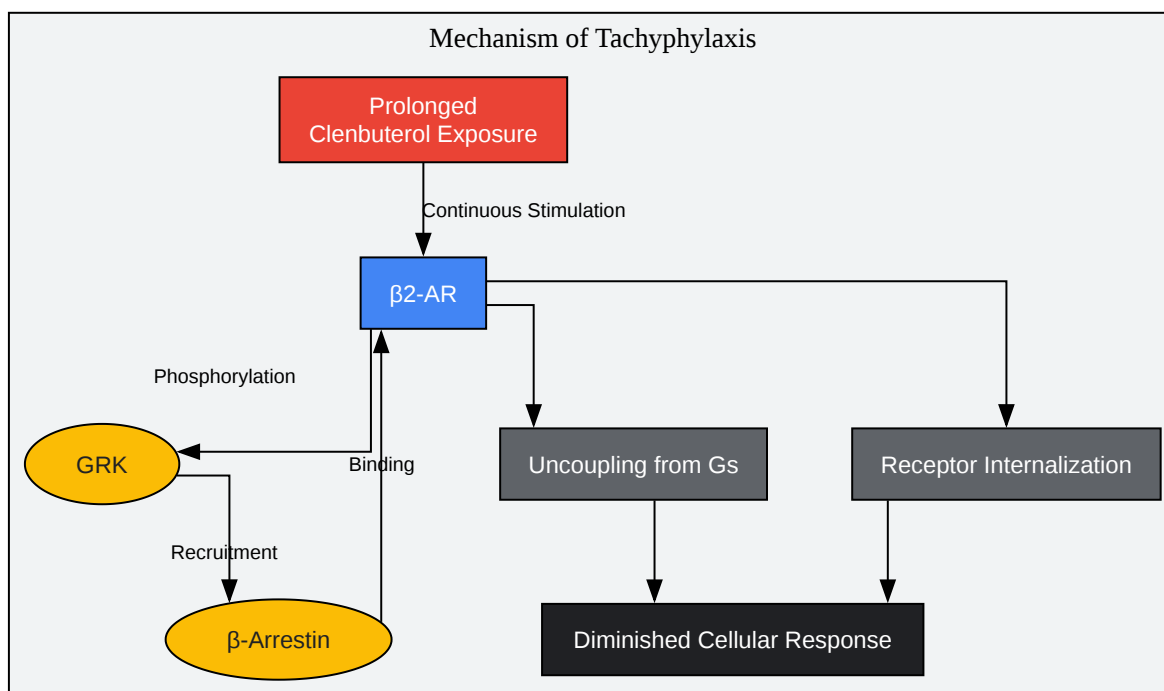 Mechanism of Tachyphylaxis
Prolonged
Clenbuterol Exposure
Continuous Stimulation
β2-AR
Phosphorylation
GRK
Binding
Uncoupling from Gs
Receptor Internalization
Recruitment
β-Arrestin
Diminished Cellular Response